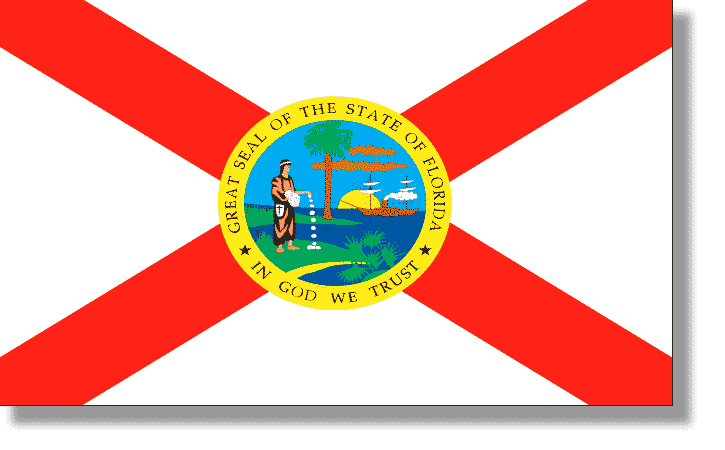 GREAT SEAL OF THE STATE OF FLORIDA
IN GOD WE TRUST